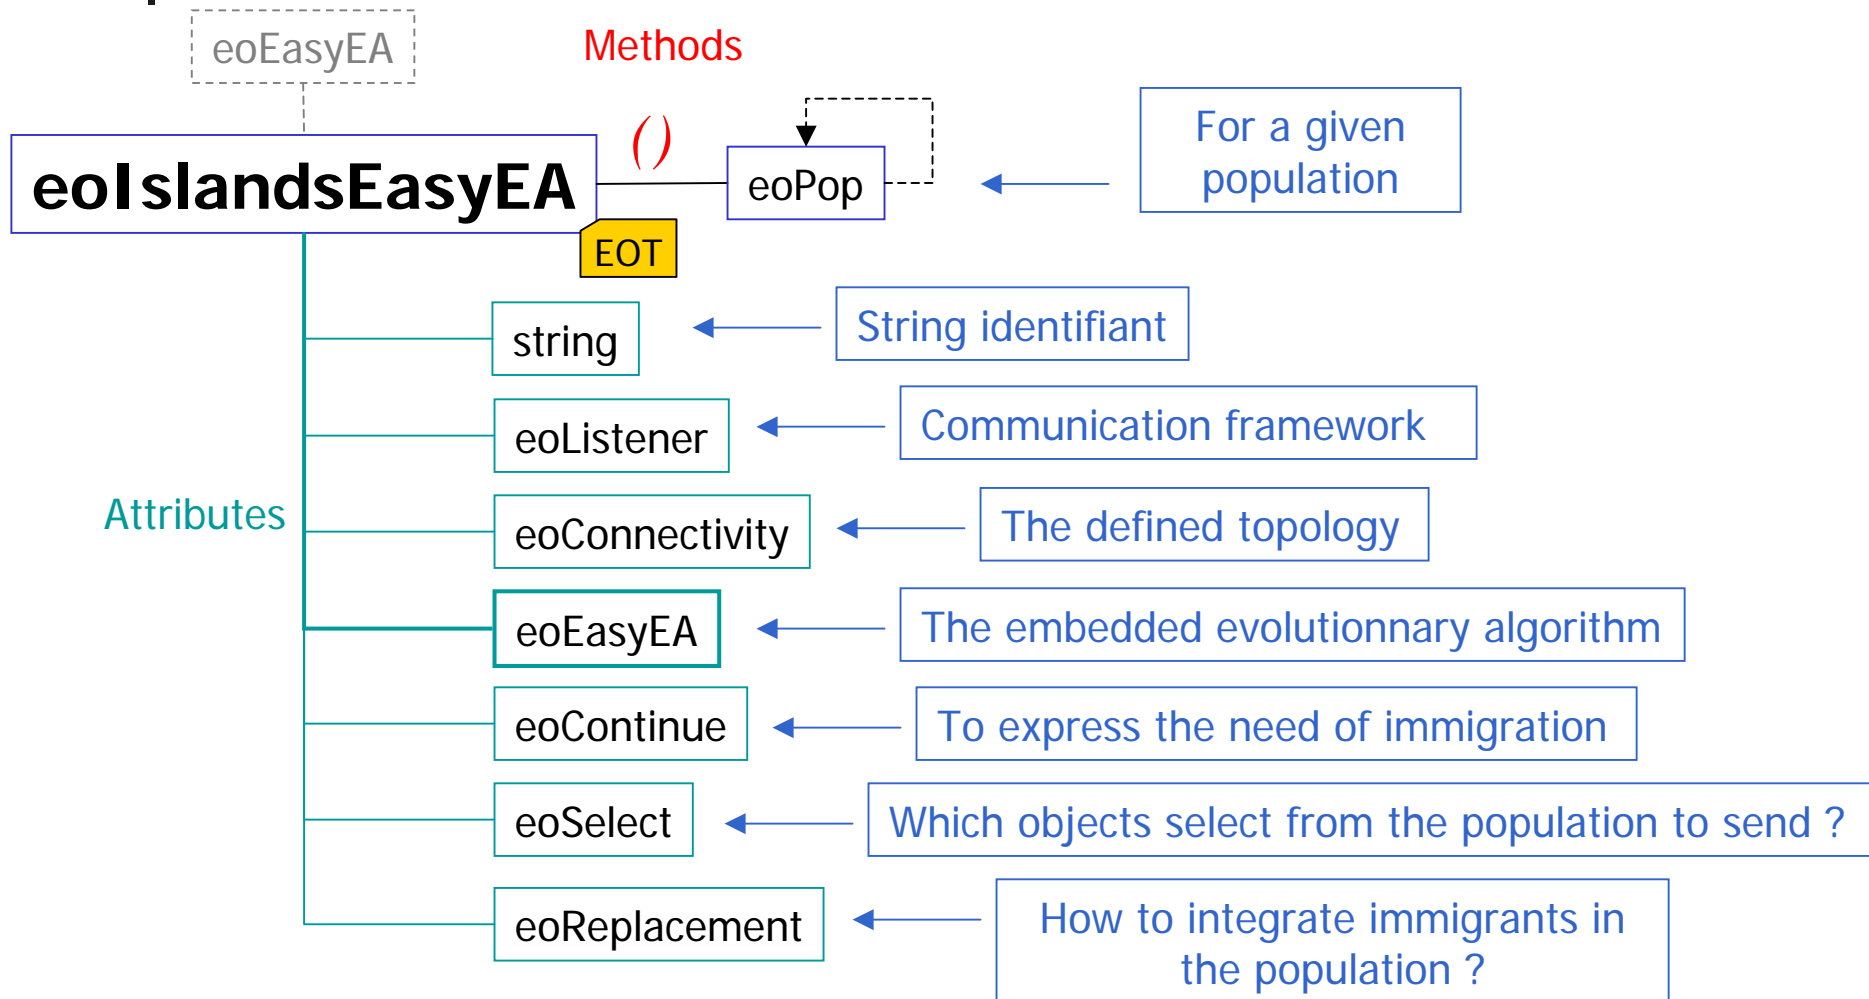 eoEasyEA
Methods
eoIslandsEasyEA
()
eoPop
For a given
population
EOT
string
String identifiant
eoListener
Communication framework
Attributes
eoConnectivity
The defined topology
eoEasyEA
The embedded evolutionnary algorithm
eoContinue
To express the need of immigration
eoSelect
Which objects select from the population to send ?
eoReplacement
How to integrate immigrants in
the population ?